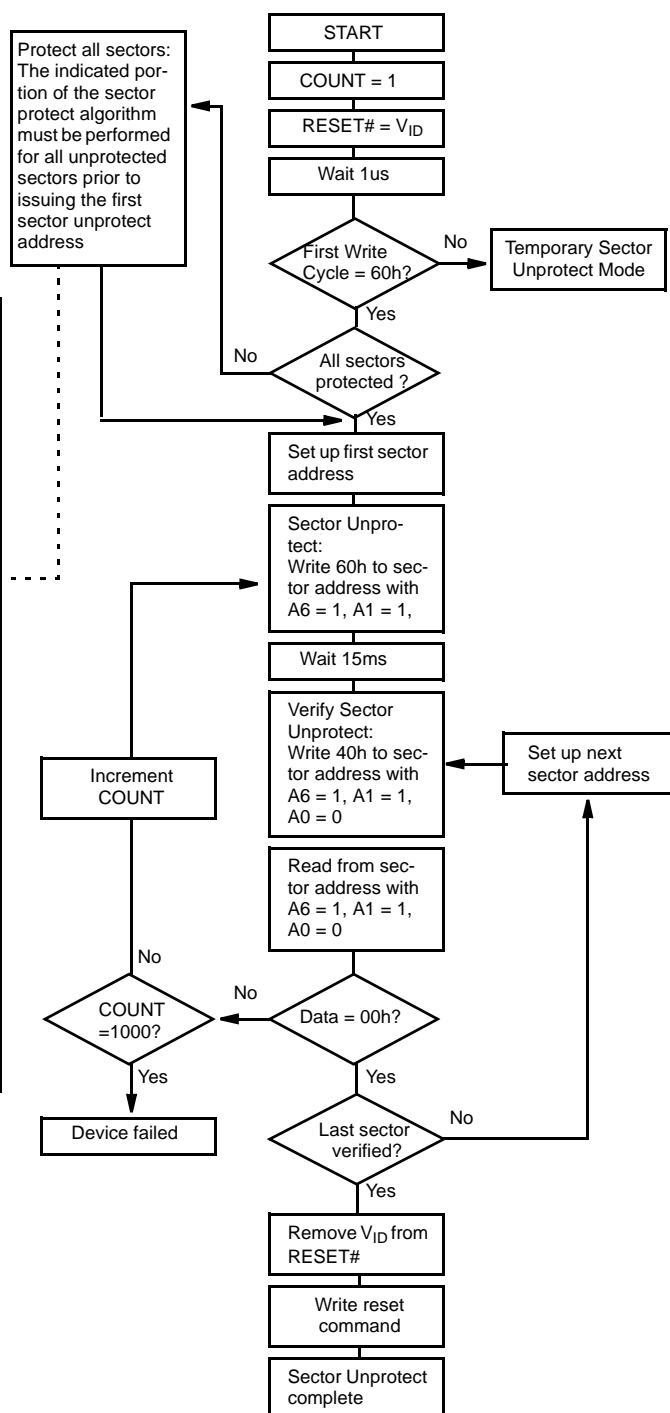 START
COUNT = 1
RESET# = VID
Wait 1us
First Write
Cycle = 60h?
No
Temporary Sector
Unprotect Mode
Yes
Protect all sectors:
The indicated por-
tion of the sector
protect algorithm
must be performed
for all unprotected
sectors prior to
issuing the first
sector unprotect
address
No
All sectors
protected ?
Yes
Set up first sector
address
Sector Unpro-
tect:
Write 60h to sec-
tor address with
A6 = 1, A1 = 1,
Wait 15ms
Verify Sector
Unprotect:
Write 40h to sec-
tor address with
A6 = 1, A1 = 1,
A0 = 0
Set up next
sector address
Increment
COUNT
Read from sec-
tor address with
A6 = 1, A1 = 1,
A0 = 0
No
COUNT
=1000?
No
Data = 00h?
Yes
Yes
Device failed
Last sector
verified?
No
Yes
Remove VID from
RESET#
Write reset
command
Sector Unprotect
complete